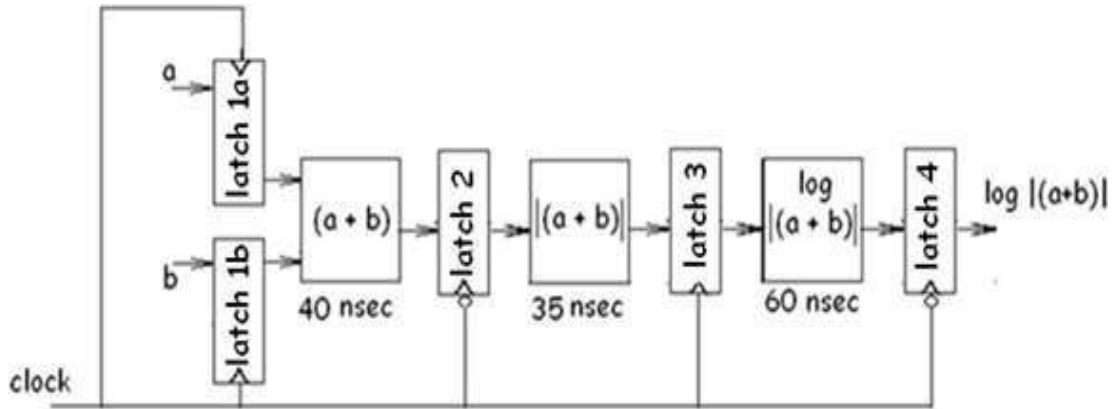 a
latch 1a
b
latch 1b
(a + b)
40 nsec
latch 2
|(a + b)|
35 nsec
latch 3
log
|(a + b)|
60 nsec
latch 4
log |(a+b)|
clock